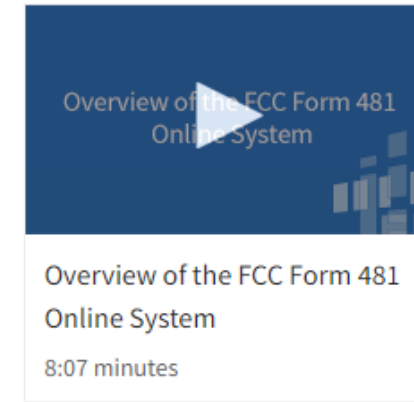 Overview of the FCC Form 481
Online System
Overview of the FCC Form 481
Online System
8:07 minutes